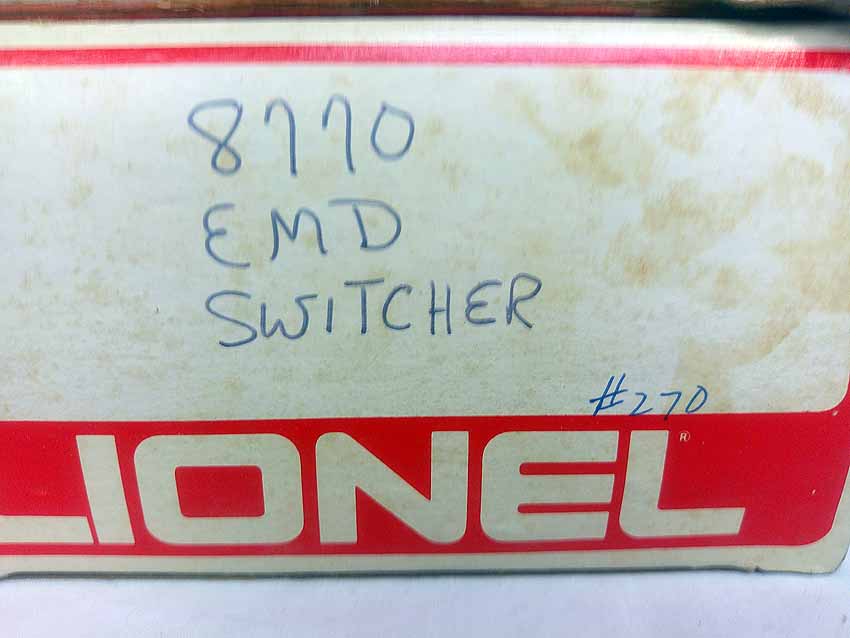 8770
EMD
SWITCHER
#270
LIONEL®